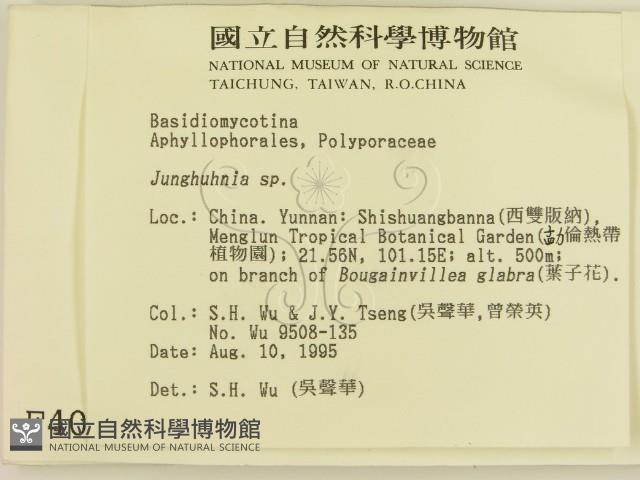 國立自然科學博物館
NATIONAL MUSEUM OF NATURAL SCIENCE
TAICHUNG, TAIWAN, R.O.CHINA
Basidiomycotina
Aphyllophorales, Polyporaceae
Junghuhnia sp.
Loc.: China. Yunnan: Shishuangbanna(西雙版納),
Menglun Tropical Botanical Garden(勐倫熱帶
植物園); 21.56N, 101.15E; alt. 500m;
on branch of Bougainvillea glabra(葉子花).
Col.: S.H. Wu & J.Y. Tseng(吳聲華,曾榮英)
No. Wu 9508-135
Date: Aug. 10, 1995
Det.: S.H. Wu (吳聲華)
F40
國立自然科學博物館
NATIONAL MUSEUM OF NATURAL SCIENCE